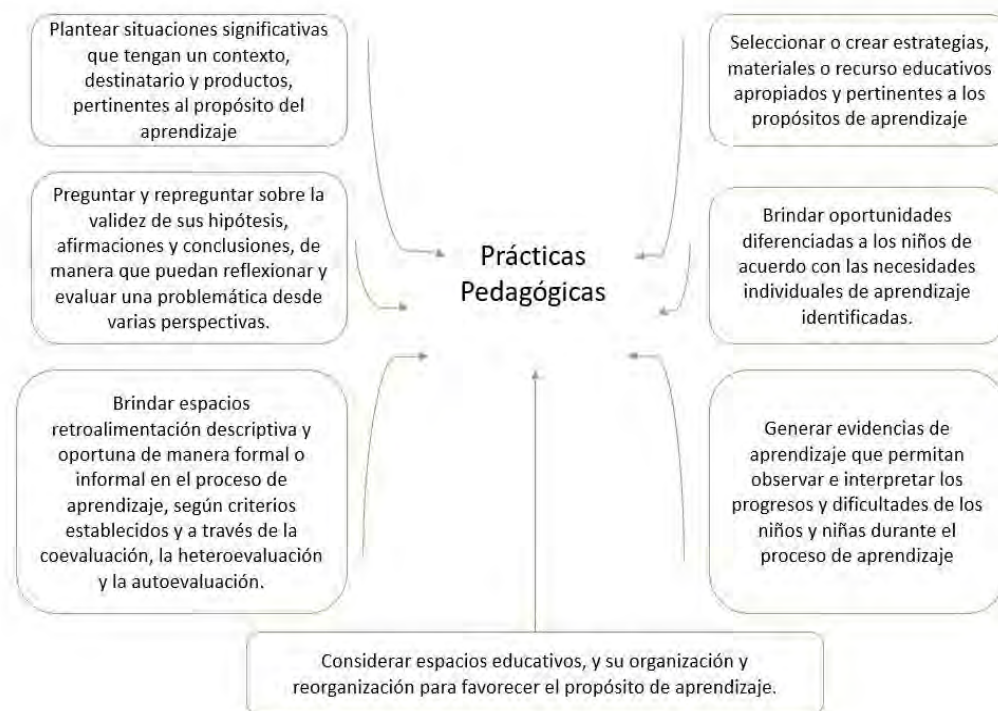 Plantear situaciones significativas
que tengan un contexto,
destinatario y productos,
pertinentes al propósito del
aprendizaje
Seleccionar o crear estrategias,
materiales o recurso educativos
apropiados y pertinentes a los
propósitos de aprendizaje
Preguntar y repreguntar sobre la
validez de sus hipótesis,
afirmaciones y conclusiones, de
manera que puedan reflexionar y
evaluar una problemática desde
varias perspectivas.
Prácticas
Pedagógicas
Brindar oportunidades
diferenciadas a los niños de
acuerdo con las necesidades
individuales de aprendizaje
identificadas.
Brindar espacios
retroalimentación descriptiva y
oportuna de manera formal o
informal en el proceso de
aprendizaje, según criterios
establecidos y a través de la
coevaluación, la heteroevaluación
y la autoevaluación.
Generar evidencias de
aprendizaje que permitan
observar e interpretar los
progresos y dificultades de los
niños y niñas durante el
proceso de aprendizaje
Considerar espacios educativos, y su organización y
reorganización para favorecer el propósito de aprendizaje.